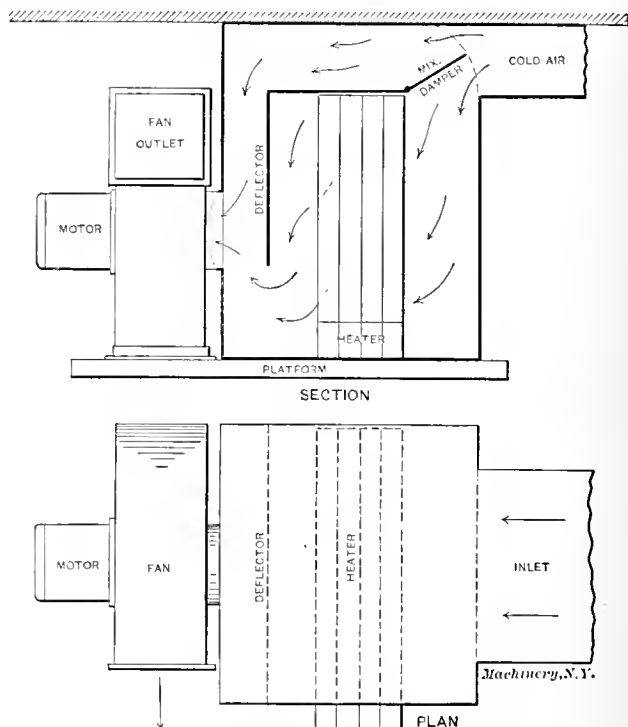 COLD AIR
MIX.
DAMPER
FAN
OUTLET
DEFLECTOR
MOTOR
HEATER
PLATFORM
SECTION
MOTOR
FAN
DEFLECTOR
HEATER
INLET
Machinery, N.Y.
PLAN